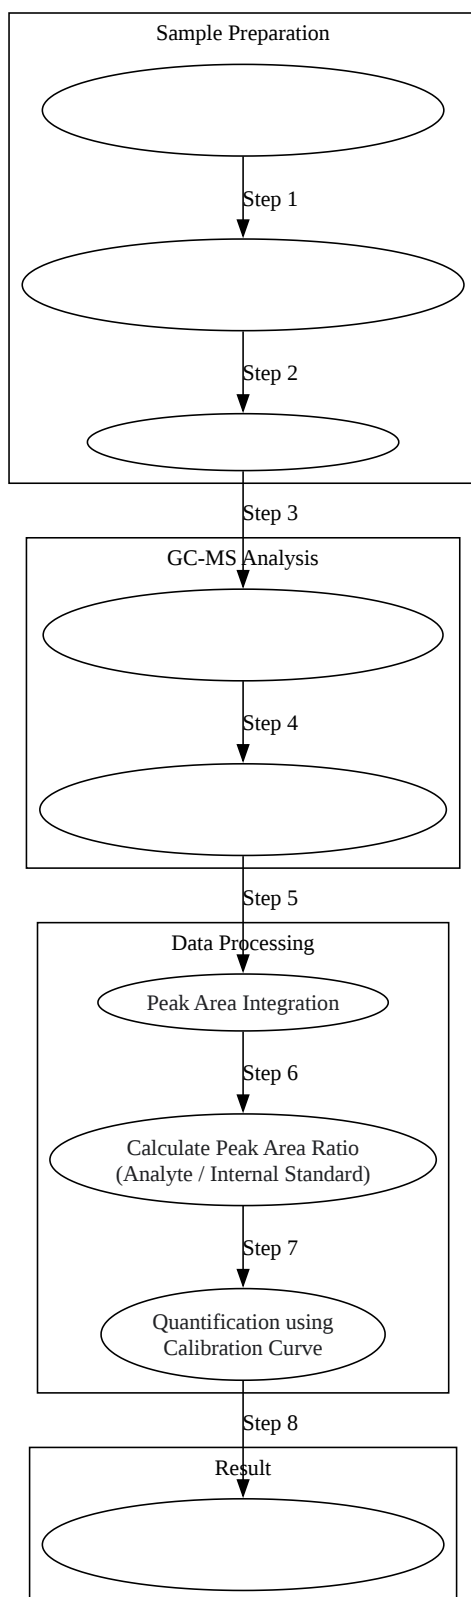 Sample Preparation
Step 1
Step 2
Step 3
GC-MS Analysis
Step 4
Step 5
Data Processing
Peak Area Integration
Step 6
Calculate Peak Area Ratio
(Analyte / Internal Standard)
Step 7
Quantification using
Calibration Curve
Step 8
Result